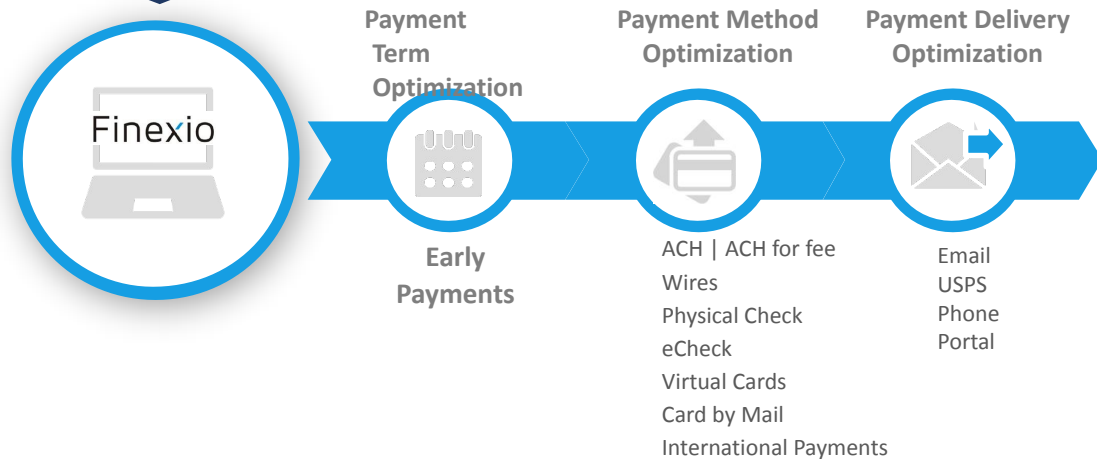 Finexio
Payment
Term
Optimization
Early
Payments
Payment Method
Optimization
ACH | ACH for fee
Wires
Physical Check
eCheck
Virtual Cards
Card by Mail
International Payments
Payment Delivery
Optimization
Email
USPS
Phone
Portal